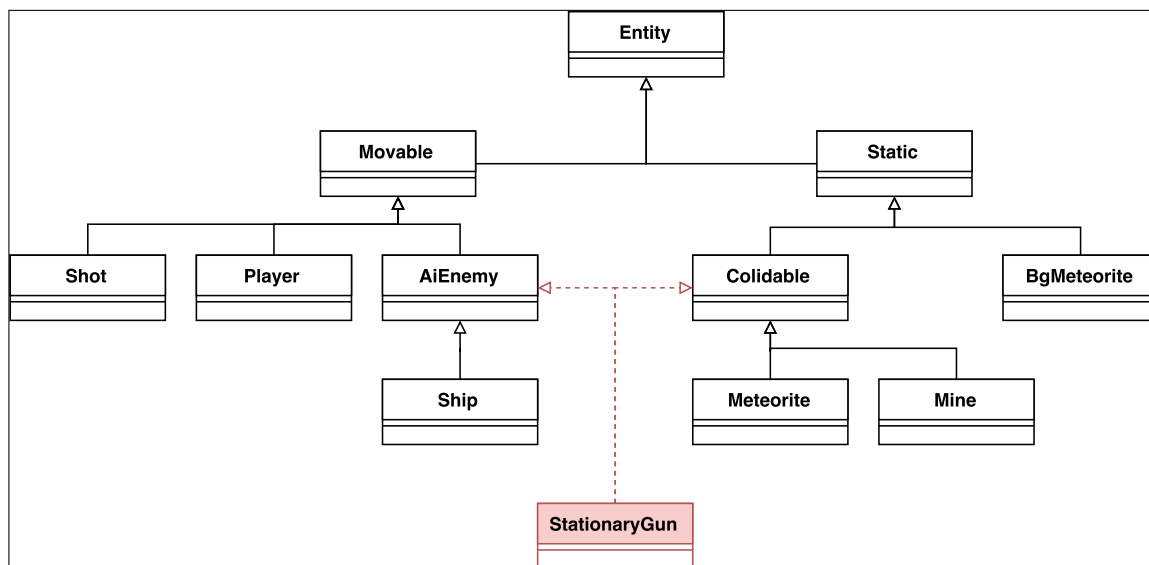 Entity
Movable
Static
Shot
Player
AiEnemy
Colidable
BgMeteorite
Ship
Meteorite
Mine
StationaryGun